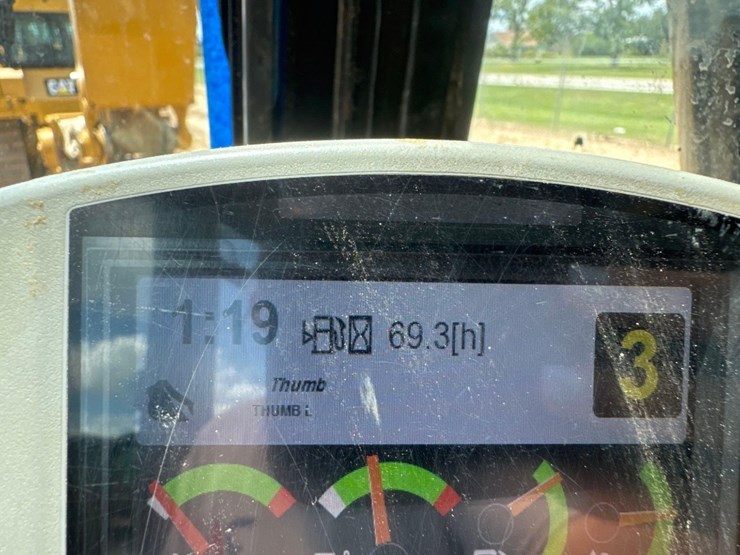 CAT
1:19 69.3[h]
3
Thumb
THUMB L